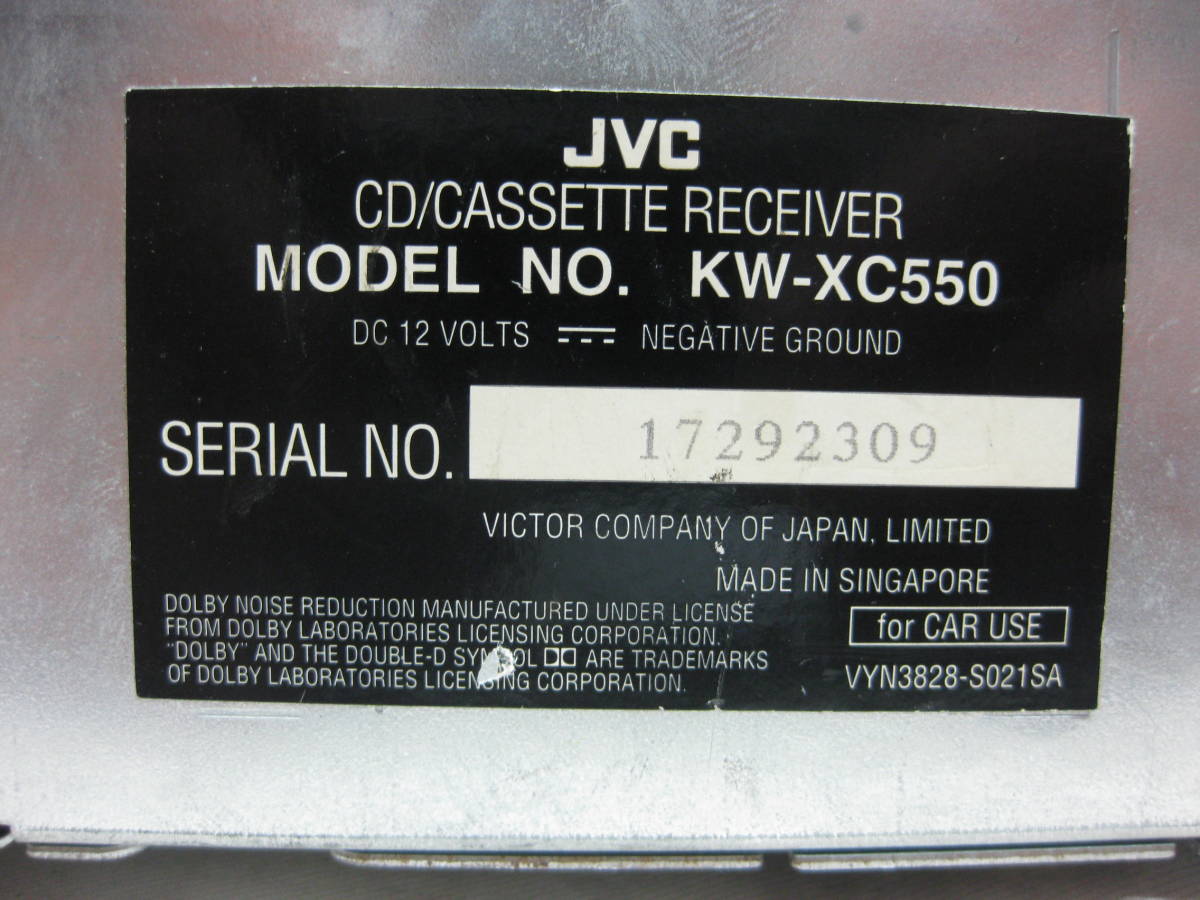 JVC
CD/CASSETTE RECEIVER
MODEL NO. KW-XC550
DC 12 VOLTS NEGATIVE GROUND
SERIAL NO. 17292309
VICTOR COMPANY OF JAPAN, LIMITED
MADE IN SINGAPORE
DOLBY NOISE REDUCTION MANUFACTURED UNDER LICENSE
FROM DOLBY LABORATORIES LICENSING CORPORATION.
"DOLBY" AND THE DOUBLE-D SYMBOL ARE TRADEMARKS
OF DOLBY LABORATORIES LICENSING CORPORATION.
for CAR USE
VYN3828-S021SA